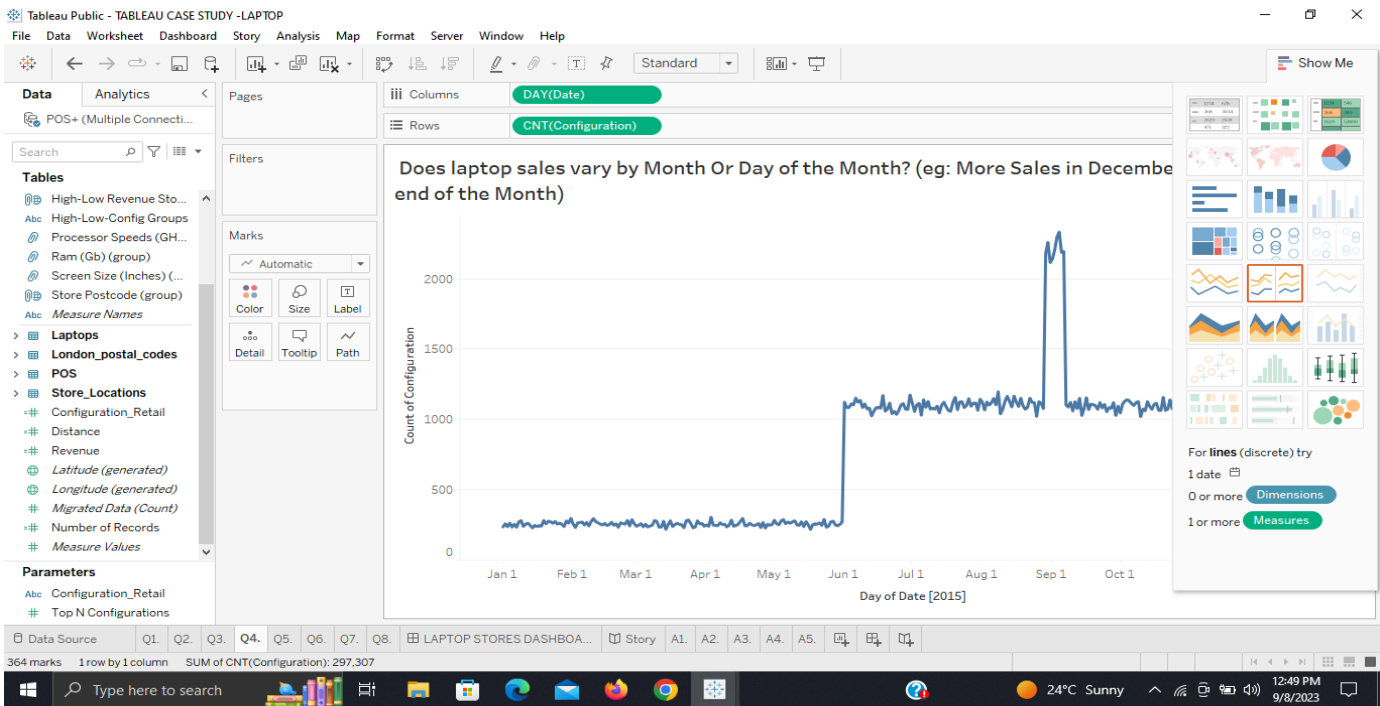 Tableau Public - TABLEAU CASE STUDY -LAPTOP
File Data Worksheet Dashboard Story Analysis Map Format Server Window Help
Standard
Show Me
Data Analytics
POS+ (Multiple Connecti...
Search
Tables
High-Low Revenue Sto...
Abc High-Low-Config Groups
Processor Speeds (GH...
Ram (Gb) (group)
Screen Size (Inches) (...
Store Postcode (group)
Abc Measure Names
Laptops
London_postal_codes
POS
Store_Locations
Configuration_Retail
Distance
Revenue
Latitude (generated)
Longitude (generated)
Migrated Data (Count)
Number of Records
Measure Values
Parameters
Abc Configuration_Retail
Top N Configurations
Pages
Filters
Marks
Automatic
Color Size Label
Detail Tooltip Path
Columns DAY(Date)
Rows CNT(Configuration)
Does laptop sales vary by Month Or Day of the Month? (eg: More Sales in Decembe
end of the Month)
Count of Configuration
2000
1500
1000
500
0
Jan 1 Feb 1 Mar 1 Apr 1 May 1 Jun 1 Jul 1 Aug 1 Sep 1 Oct 1
Day of Date [2015]
For lines (discrete) try
1 date
0 or more Dimensions
1 or more Measures
Data Source Q1. Q2. Q3. Q4. Q5. Q6. Q7. Q8. LAPTOP STORES DASHBOA... Story A1. A2. A3. A4. A5.
364 marks 1 row by 1 column SUM of CNT(Configuration): 297,307
Type here to search
24°C Sunny
12:49 PM
9/8/2023